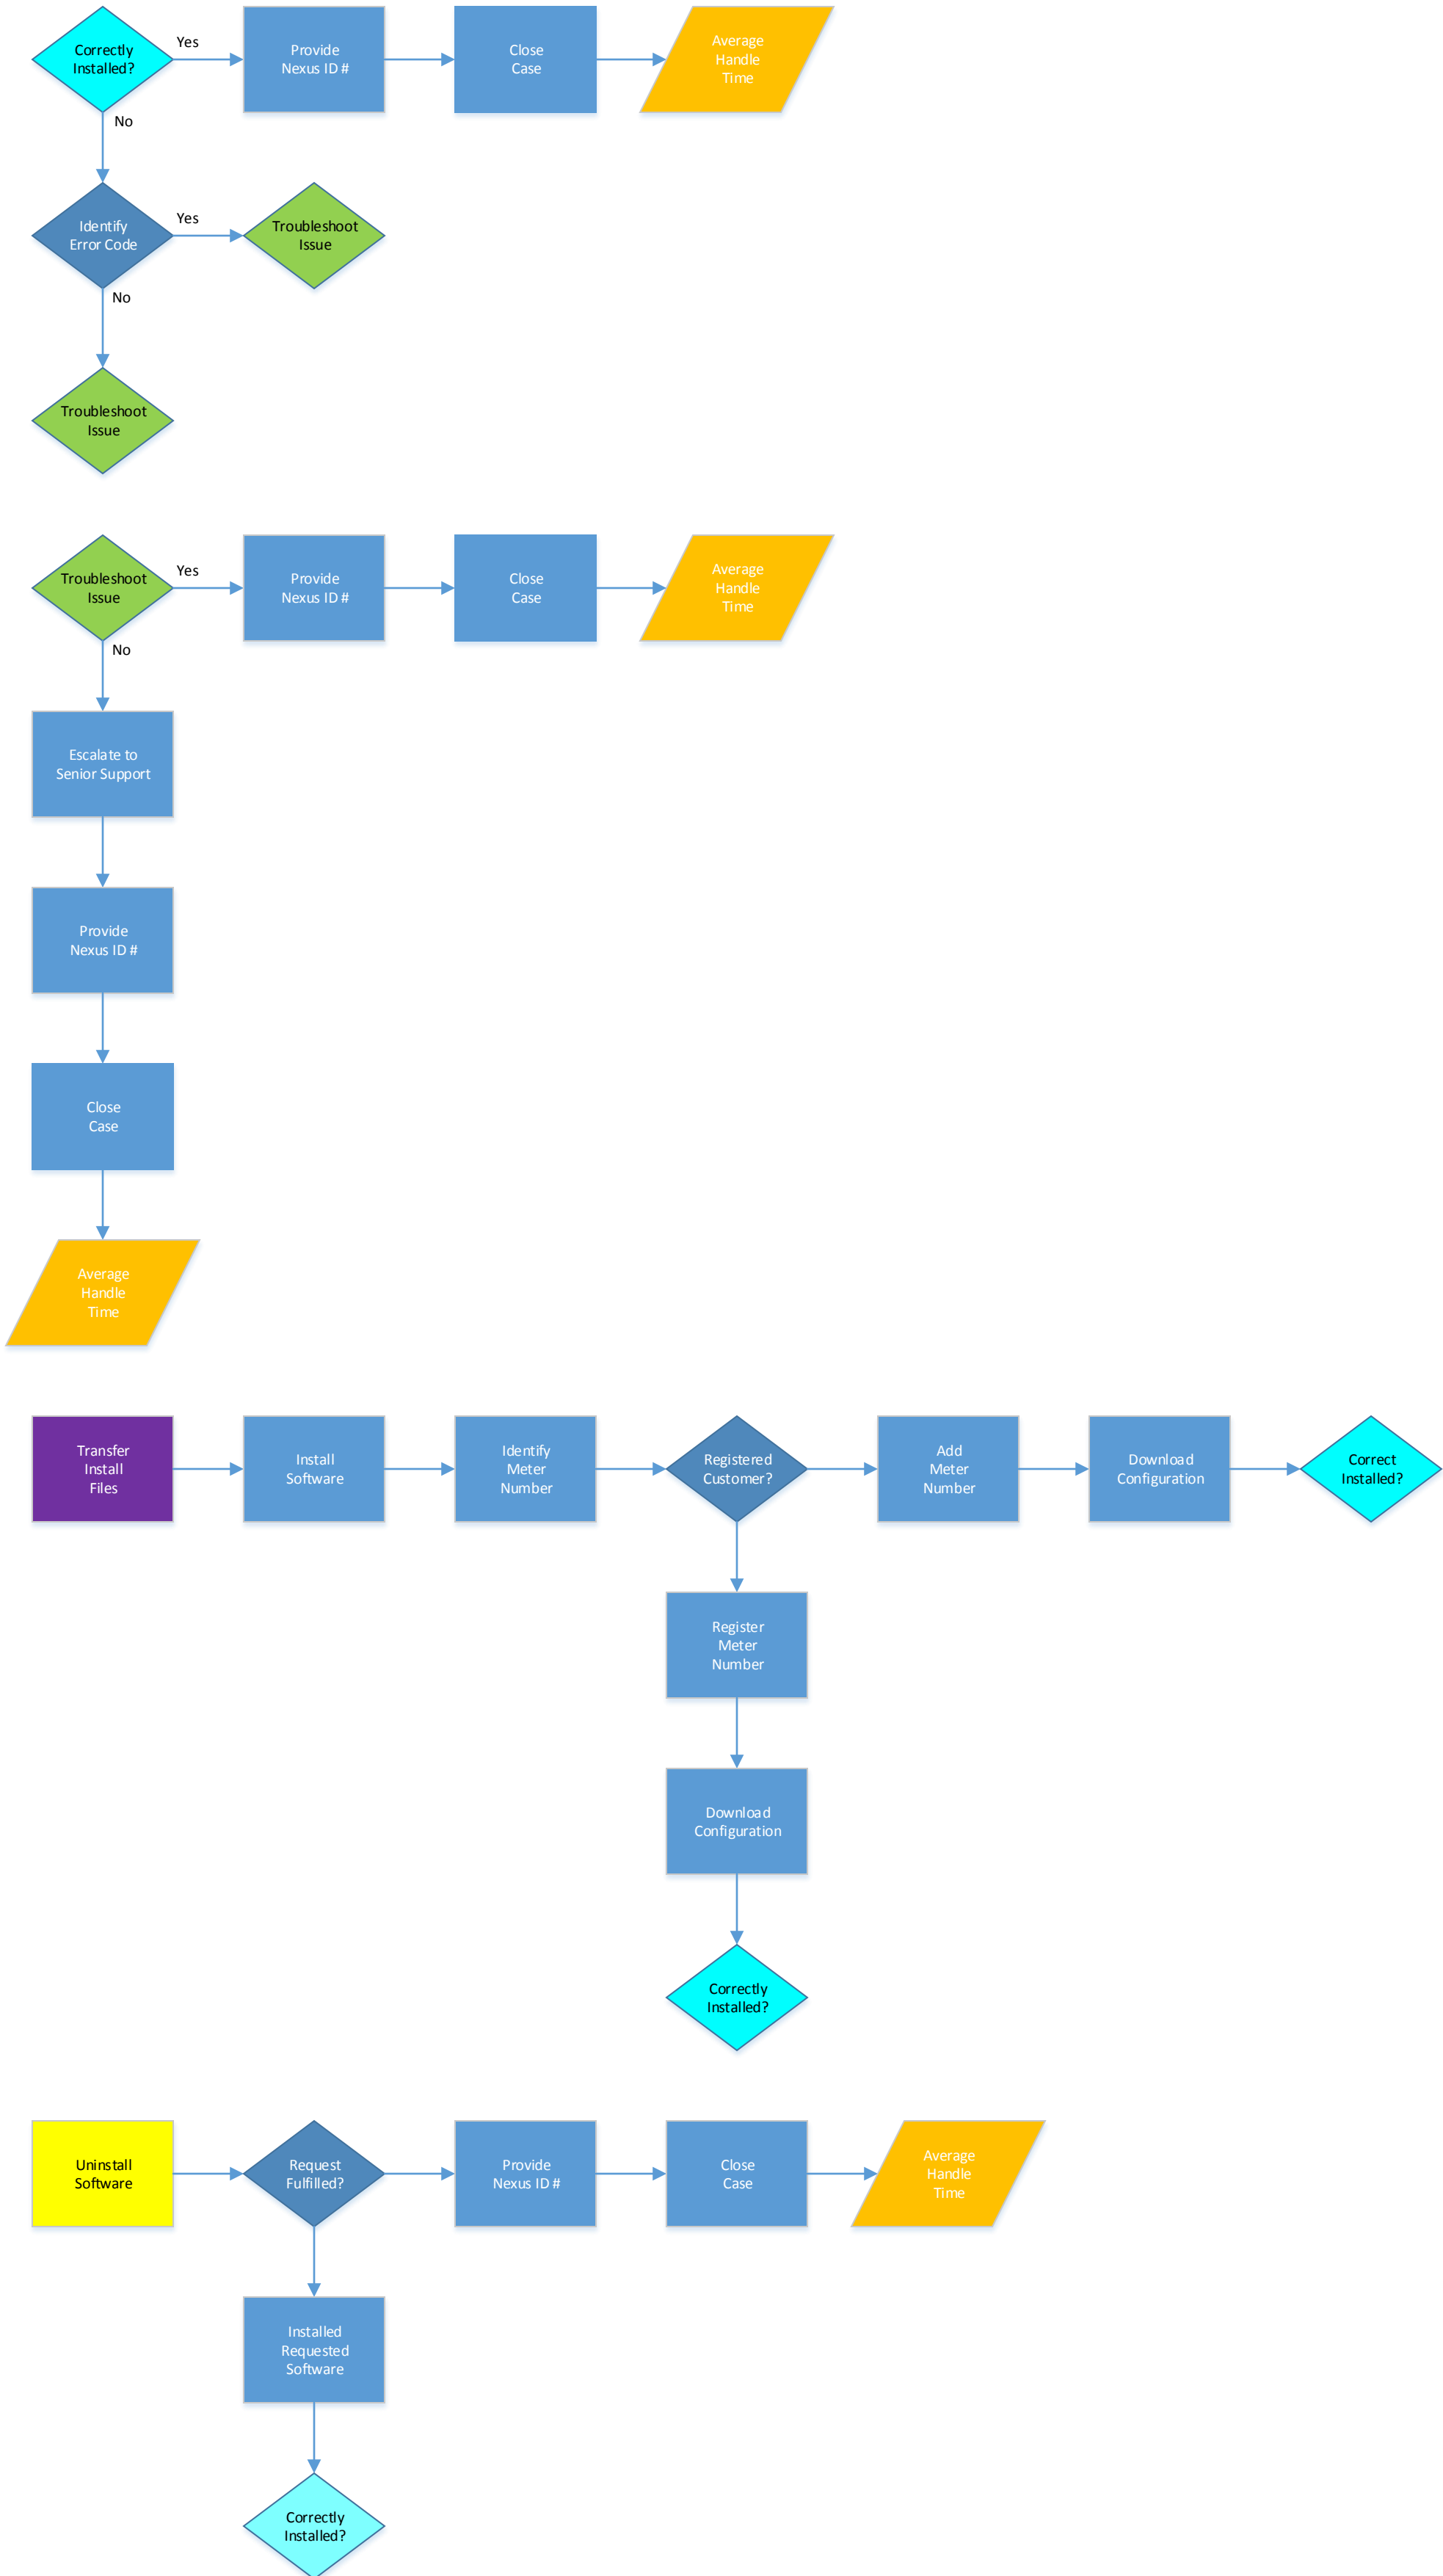 Correctly
Installed?
Yes
Provide
Nexus ID #
Close
Case
Average
Handle
Time
No
Identify
Error Code
Yes
Troubleshoot
Issue
No
Troubleshoot
Issue
Troubleshoot
Issue
Yes
Provide
Nexus ID #
Close
Case
Average
Handle
Time
No
Escalate to
Senior Support
Provide
Nexus ID #
Close
Case
Average
Handle
Time
Transfer
Install
Files
Install
Software
Identify
Meter
Number
Registered
Customer?
Add
Meter
Number
Download
Configuration
Correct
Installed?
Register
Meter
Number
Download
Configuration
Correctly
Installed?
Uninstall
Software
Request
Fulfilled?
Provide
Nexus ID #
Close
Case
Average
Handle
Time
Installed
Requested
Software
Correctly
Installed?